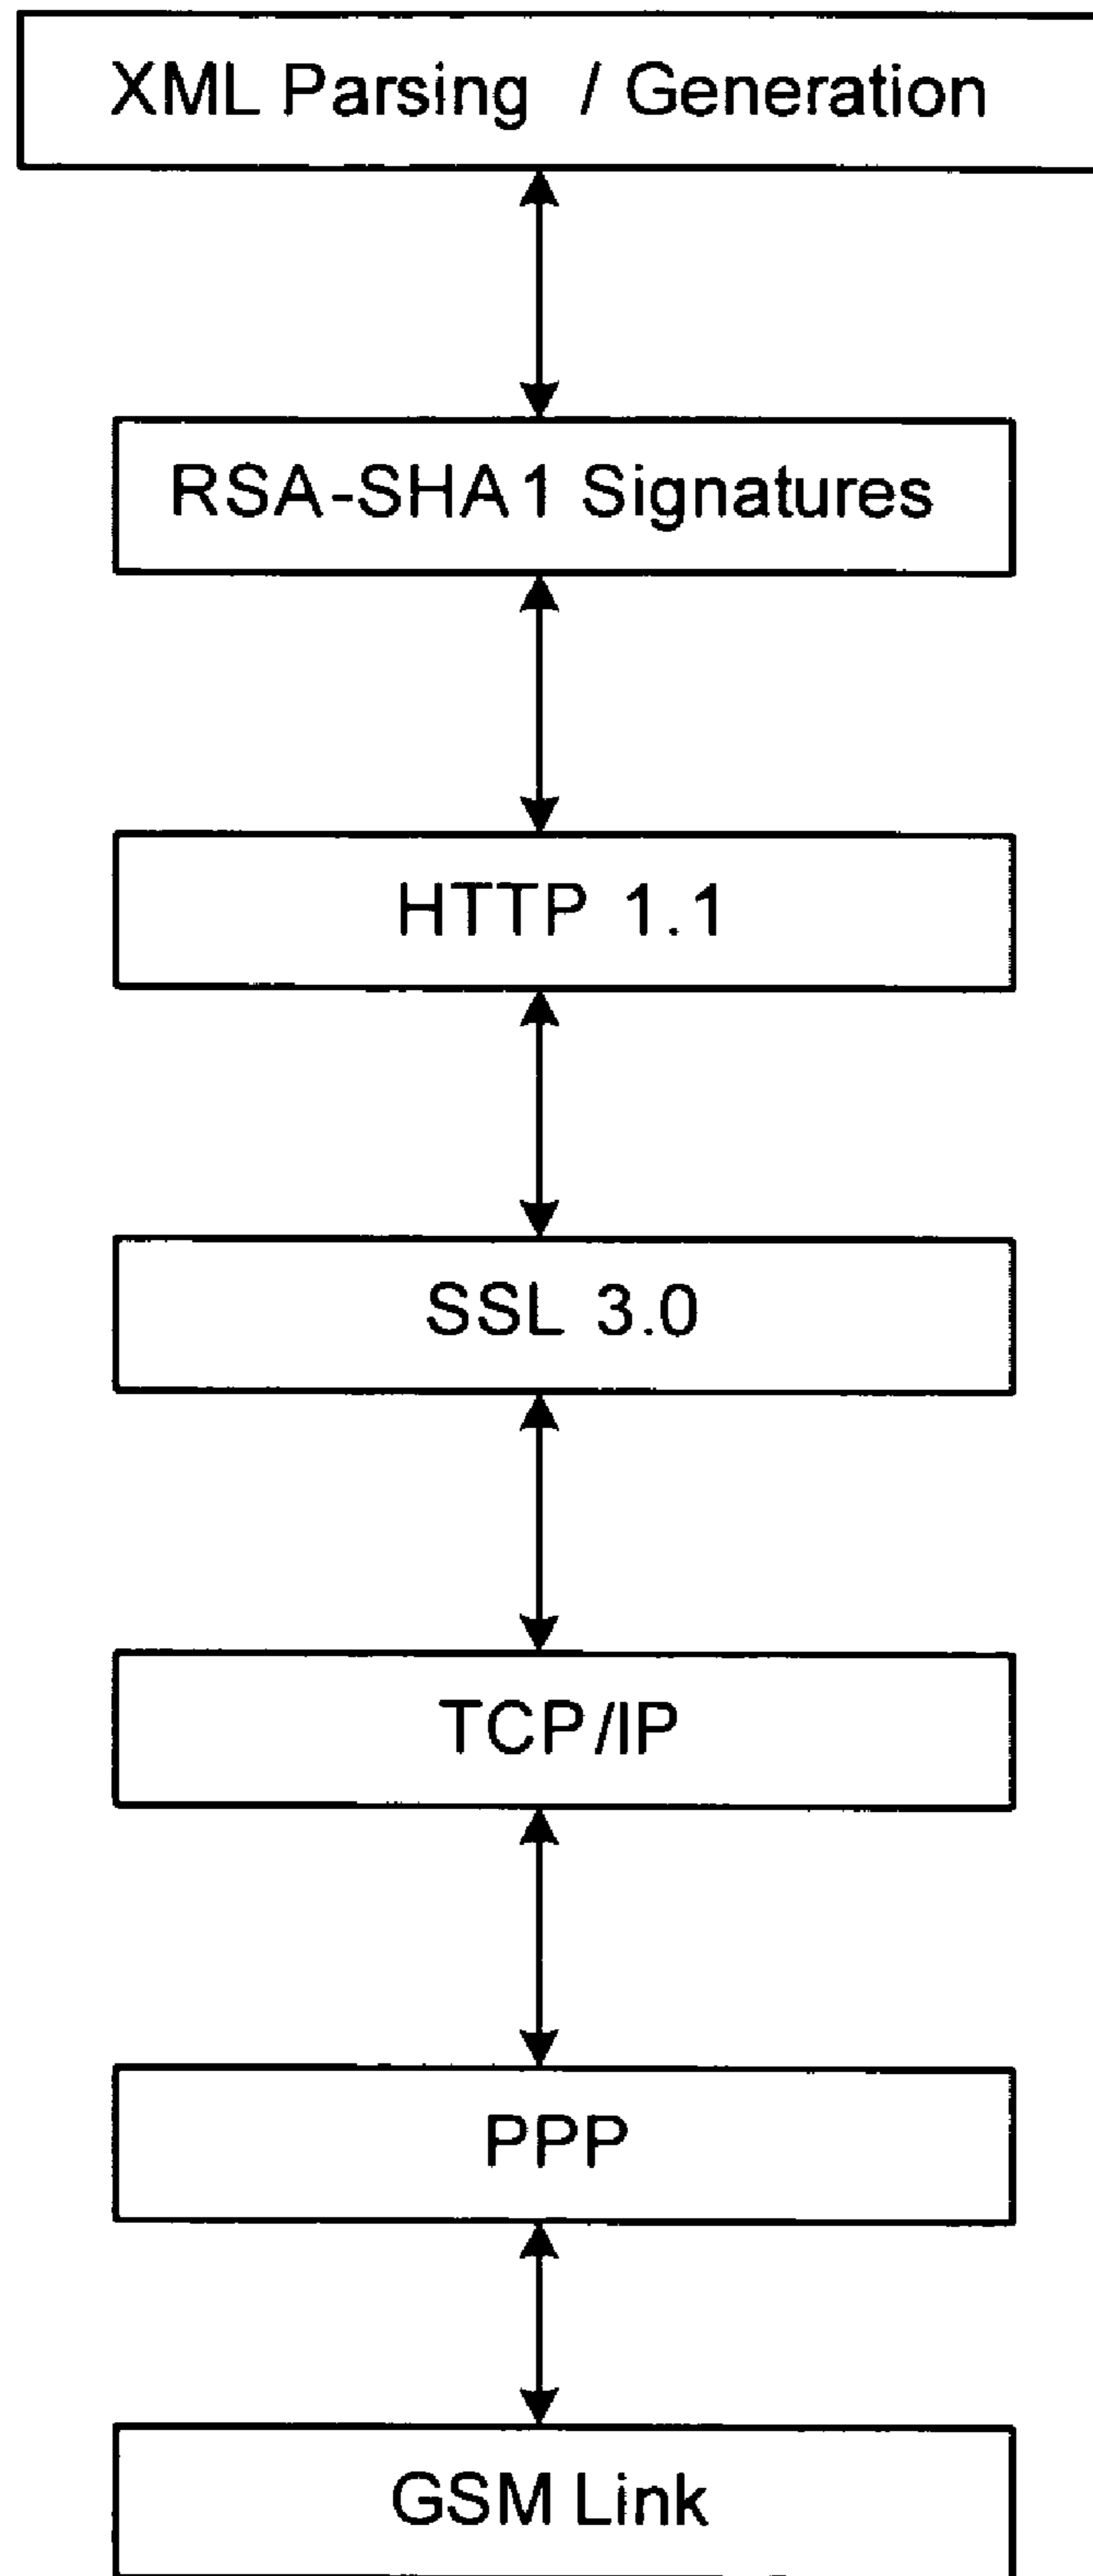 XML Parsing / Generation
RSA-SHA1 Signatures
HTTP 1.1
SSL 3.0
TCP/IP
PPP
GSM Link